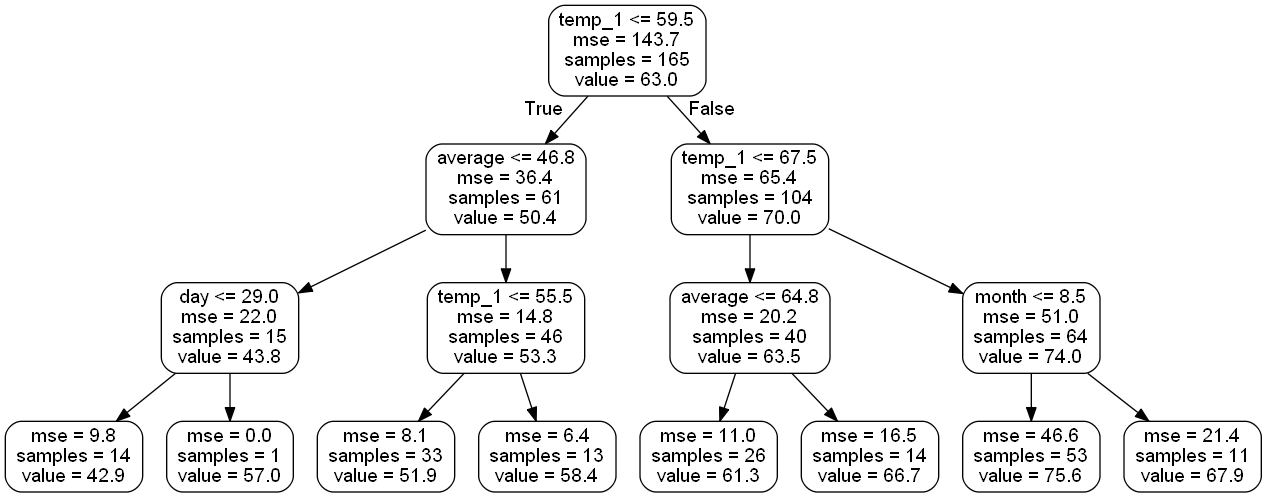 temp_1 <= 59.5
mse = 143.7
samples = 165
value = 63.0
True
False
average <= 46.8
mse = 36.4
samples = 61
value = 50.4
temp_1 <= 67.5
mse = 65.4
samples = 104
value = 70.0
day <= 29.0
mse = 22.0
samples = 15
value = 43.8
temp_1 <= 55.5
mse = 14.8
samples = 46
value = 53.3
average <= 64.8
mse = 20.2
samples = 40
value = 63.5
month <= 8.5
mse = 51.0
samples = 64
value = 74.0
mse = 9.8
samples = 14
value = 42.9
mse = 0.0
samples = 1
value = 57.0
mse = 8.1
samples = 33
value = 51.9
mse = 6.4
samples = 13
value = 58.4
mse = 11.0
samples = 26
value = 61.3
mse = 16.5
samples = 14
value = 66.7
mse = 46.6
samples = 53
value = 75.6
mse = 21.4
samples = 11
value = 67.9